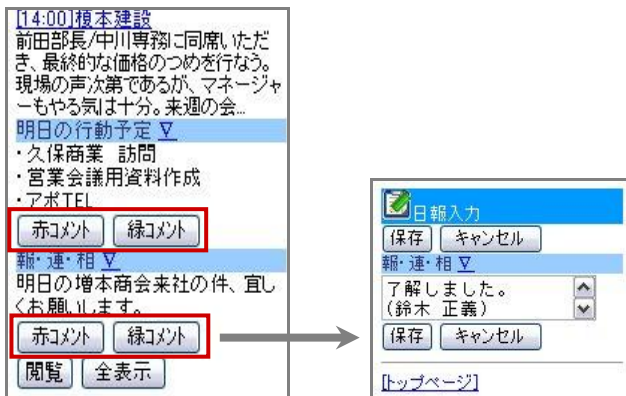 [14:00]榎本建設
前田部長/中川専務に同席いただ
き、最終的な価格のつめを行なう。
現場の声次第であるが、マネージャ
ーもやる気は十分。来週の会...
明日の行動予定 ▽
・久保商業 訪問
・営業会議用資料作成
・アポTEL
赤コメント 緑コメント
報・連・相 ▽
明日の増本商会来社の件、宜し
くお願いします。
赤コメント 緑コメント
閲覧 全表示
日報入力
保存 キャンセル
報・連・相 ▽
了解しました。
(鈴木 正義)
保存 キャンセル
[トップページ]